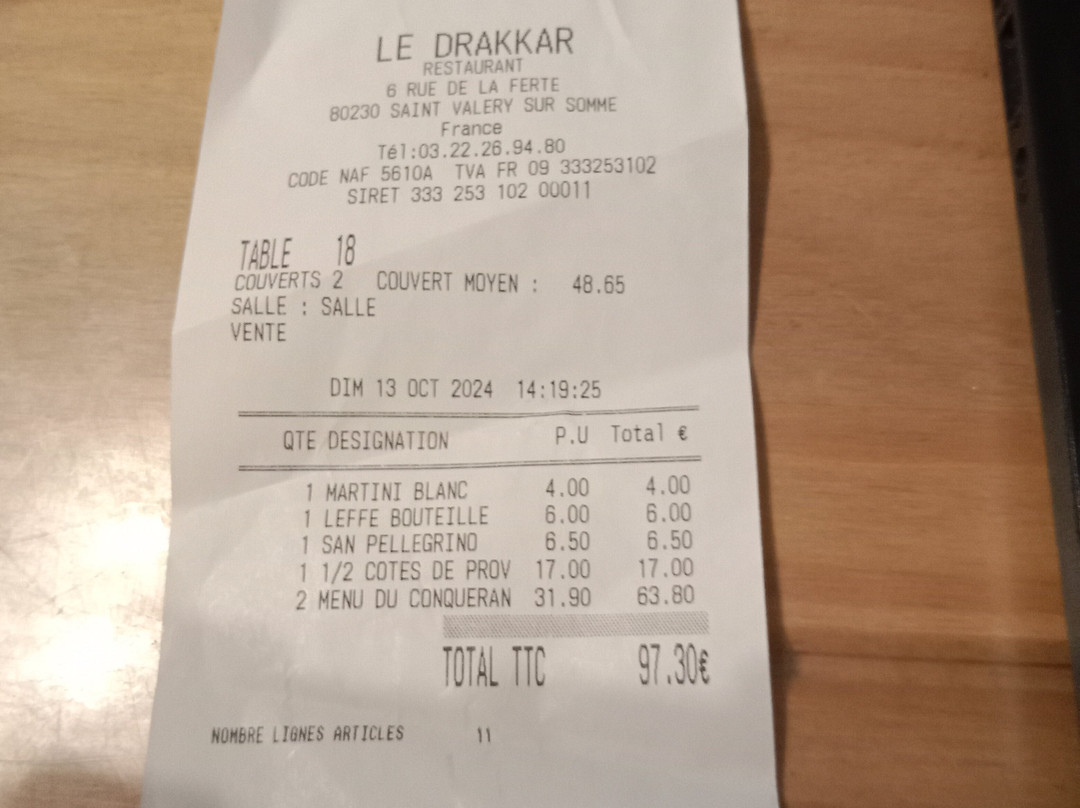 LE DRAKKAR
RESTAURANT
6 RUE DE LA FERTE
80230 SAINT VALERY SUR SOMME
France
Tél:03.22.26.94.80
CODE NAF 5610A TVA FR 09 333253102
SIRET 333 253 102 00011
TABLE 18
COUVERTS 2 COUVERT MOYEN : 48.65
SALLE : SALLE
VENTE
DIM 13 OCT 2024 14:19:25
QTE DESIGNATION P.U Total €
1 MARTINI BLANC 4.00 4.00
1 LEFFE BOUTEILLE 6.00 6.00
1 SAN PELLEGRINO 6.50 6.50
1 1/2 COTES DE PROV 17.00 17.00
2 MENU DU CONQUERAN 31.90 63.80
TOTAL TTC 97.30€
NOMBRE LIGNES ARTICLES 11